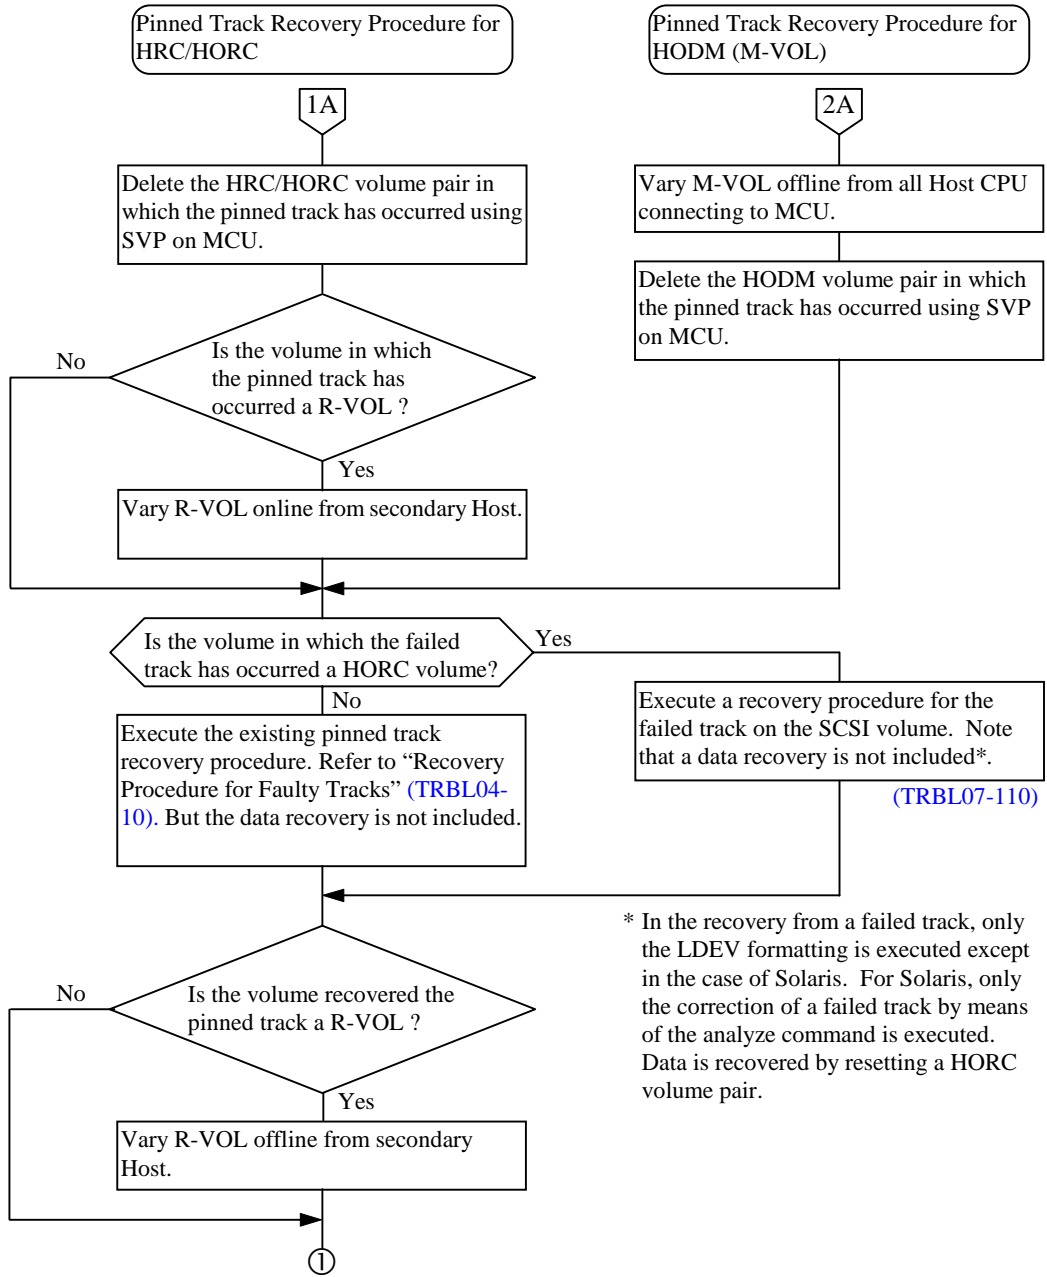 Pinned Track Recovery Procedure for
HRC/HORC
1A
Delete the HRC/HORC volume pair in
which the pinned track has occurred using
SVP on MCU.
Is the volume in which
the pinned track has
occurred a R-VOL ?
No
Yes
Vary R-VOL online from secondary Host.
Pinned Track Recovery Procedure for
HODM (M-VOL)
2A
Vary M-VOL offline from all Host CPU
connecting to MCU.
Delete the HODM volume pair in which
the pinned track has occurred using SVP
on MCU.
Is the volume in which the failed
track has occurred a HORC volume?
Yes
No
Execute the existing pinned track
recovery procedure. Refer to “Recovery
Procedure for Faulty Tracks” (TRBL04-
10). But the data recovery is not included.
Execute a recovery procedure for the
failed track on the SCSI volume.  Note
that a data recovery is not included*.
(TRBL07-110)
* In the recovery from a failed track, only
the LDEV formatting is executed except
in the case of Solaris.  For Solaris, only
the correction of a failed track by means
of the analyze command is executed.
Data is recovered by resetting a HORC
volume pair.
Is the volume recovered the
pinned track a R-VOL ?
No
Yes
Vary R-VOL offline from secondary
Host.
①